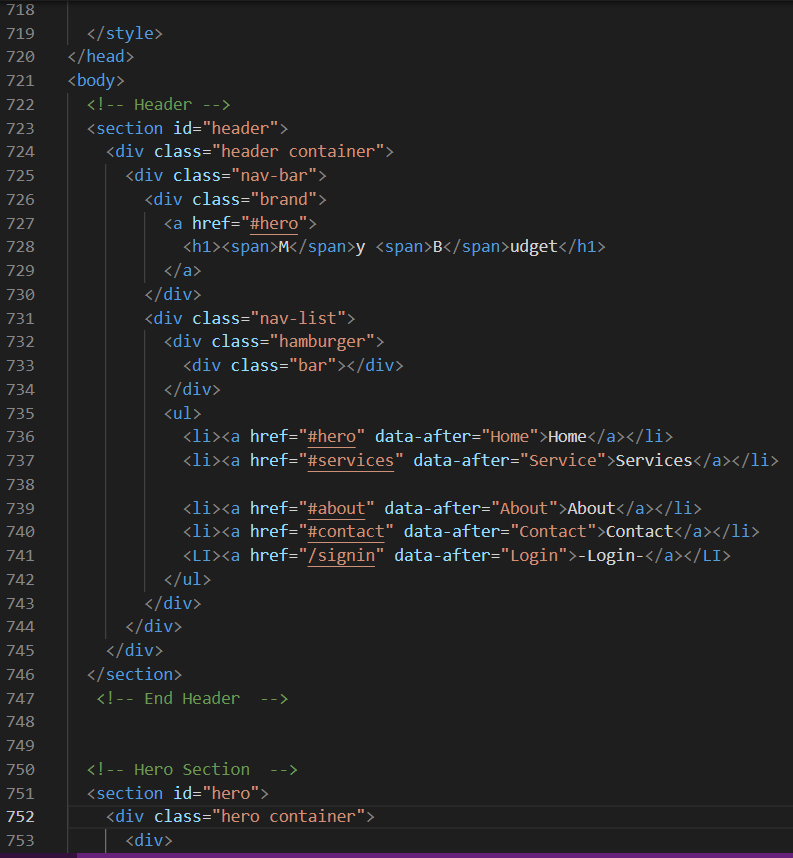 718
719 </style>
720 </head>
721 <body>
722 <!-- Header -->
723 <section id="header">
724 <div class="header container">
725 <div class="nav-bar">
726 <div class="brand">
727 <a href="#hero">
728 <h1><span>M</span>y <span>B</span>udget</h1>
729 </a>
730 </div>
731 <div class="nav-list">
732 <div class="hamburger">
733 <div class="bar"></div>
734 </div>
735 <ul>
736 <li><a href="#hero" data-after="Home">Home</a></li>
737 <li><a href="#services" data-after="Service">Services</a></li>
738
739 <li><a href="#about" data-after="About">About</a></li>
740 <li><a href="#contact" data-after="Contact">Contact</a></li>
741 <LI><a href="/signin" data-after="Login">-Login-</a></LI>
742 </ul>
743 </div>
744 </div>
745 </div>
746 </section>
747 <!-- End Header  -->
748
749
750 <!-- Hero Section  -->
751 <section id="hero">
752 <div class="hero container">
753 <div>